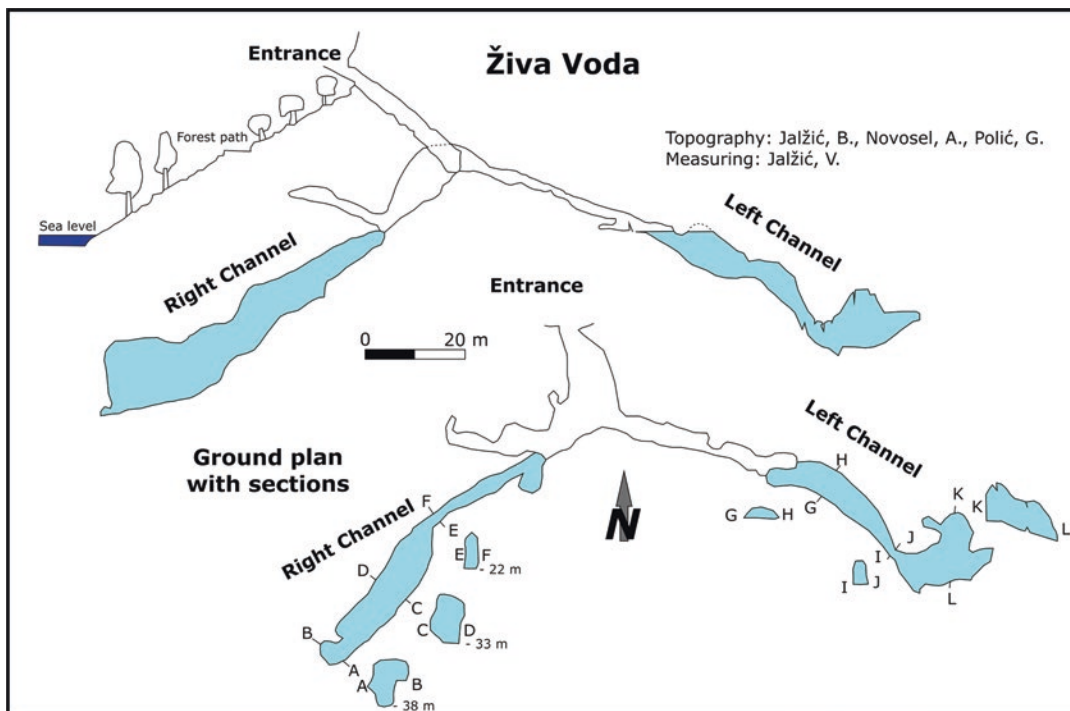 Živa Voda
Entrance
Topography: Jalžić, B., Novosel, A., Polić, G.
Measuring: Jalžić, V.
Forest path
Sea level
Right Channel
Left Channel
Entrance
0 20 m
Ground plan
with sections
Right Channel
Left Channel
N
H
G
G H
K
K
L
L
J
I
I J
F
E
E F
- 22 m
D
C
C D
- 33 m
B
A
A B
- 38 m